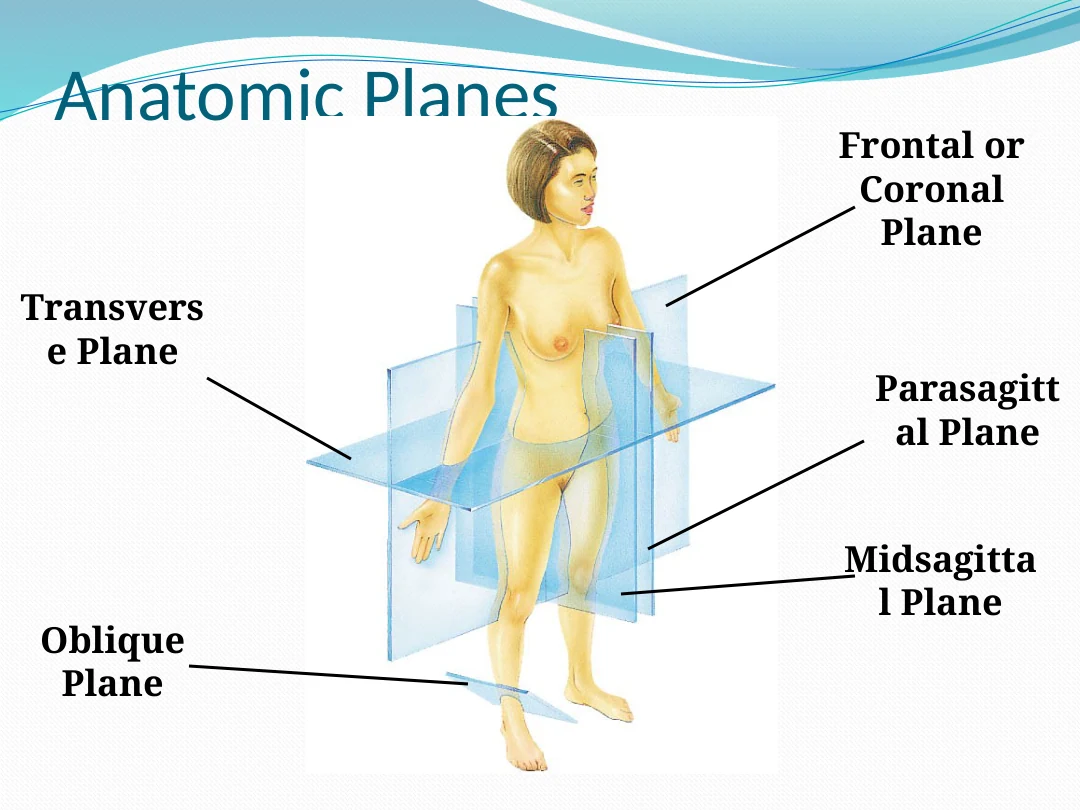 Anatomic Planes
Frontal or
Coronal
Plane
Transvers
e Plane
Parasagitt
al Plane
Midsagitta
l Plane
Oblique
Plane